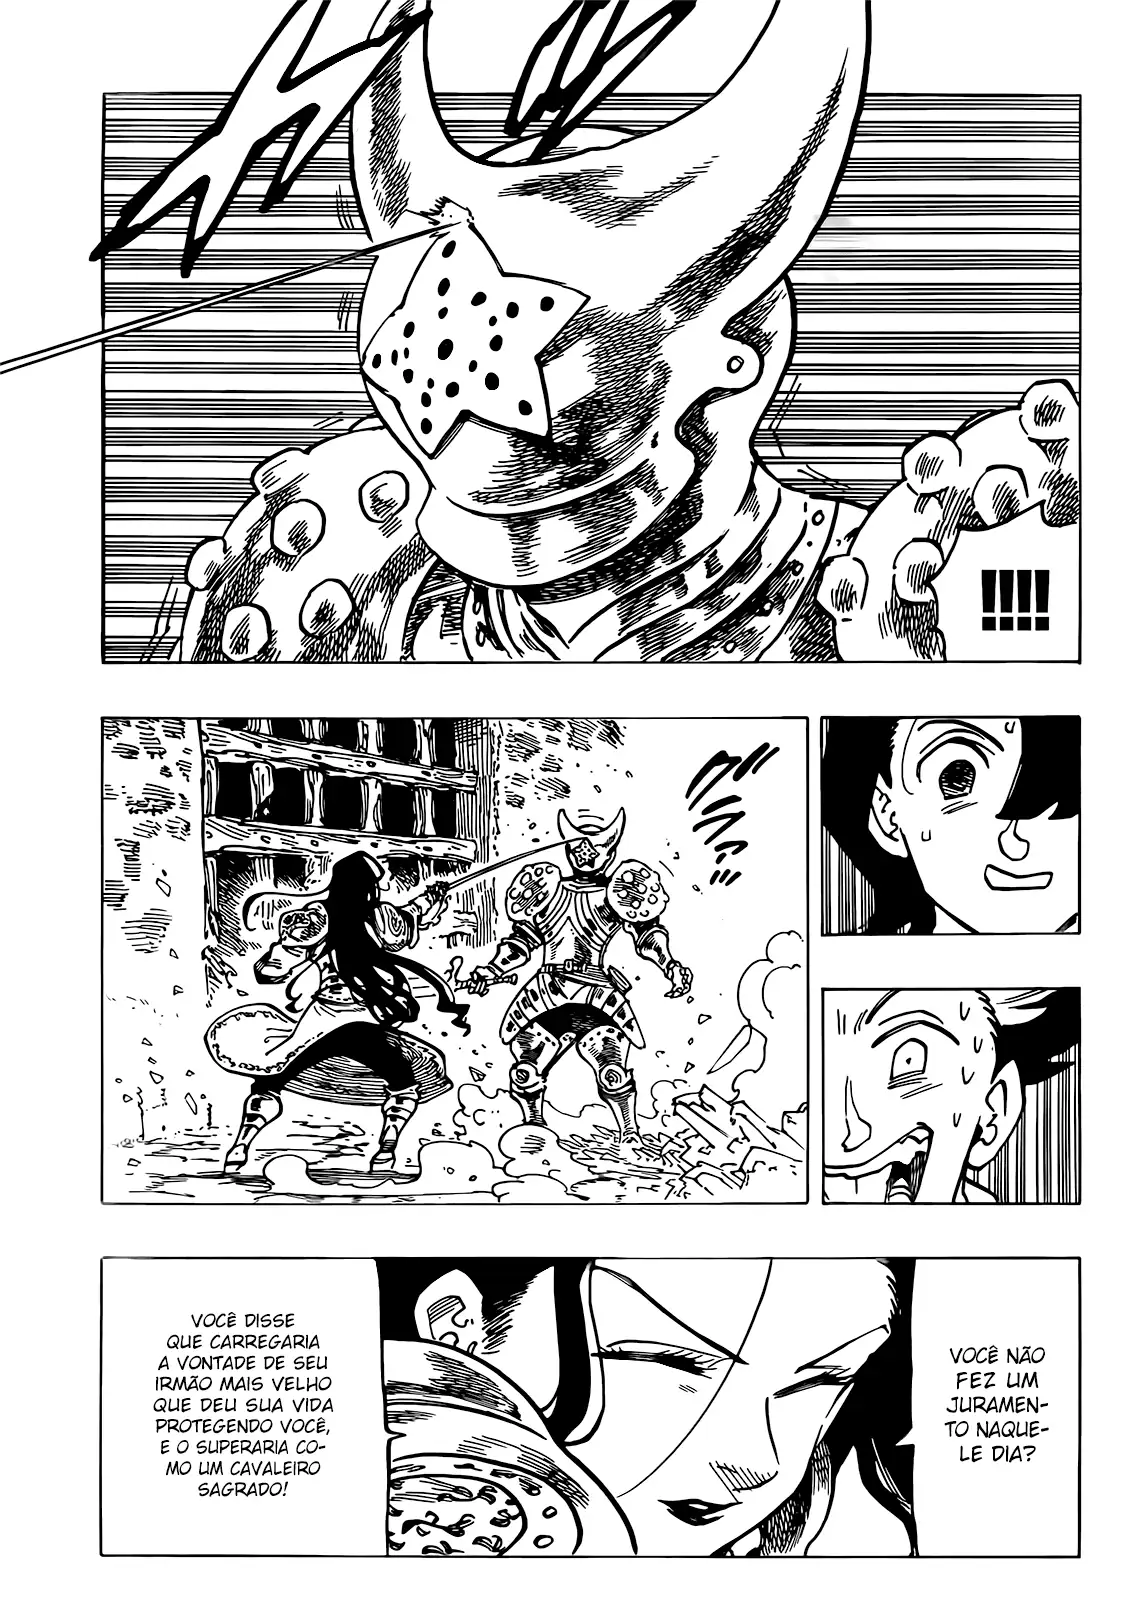 !!!!
VOCÊ NÃO
FEZ UM
JURAMEN-
TO NAQUE-
LE DIA?
VOCÊ DISSE
QUE CARREGARIA
A VONTADE DE SEU
IRMÃO MAIS VELHO
QUE DEU SUA VIDA
PROTEGENDO VOCÊ,
E O SUPERARIA CO-
MO UM CAVALEIRO
SAGRADO!